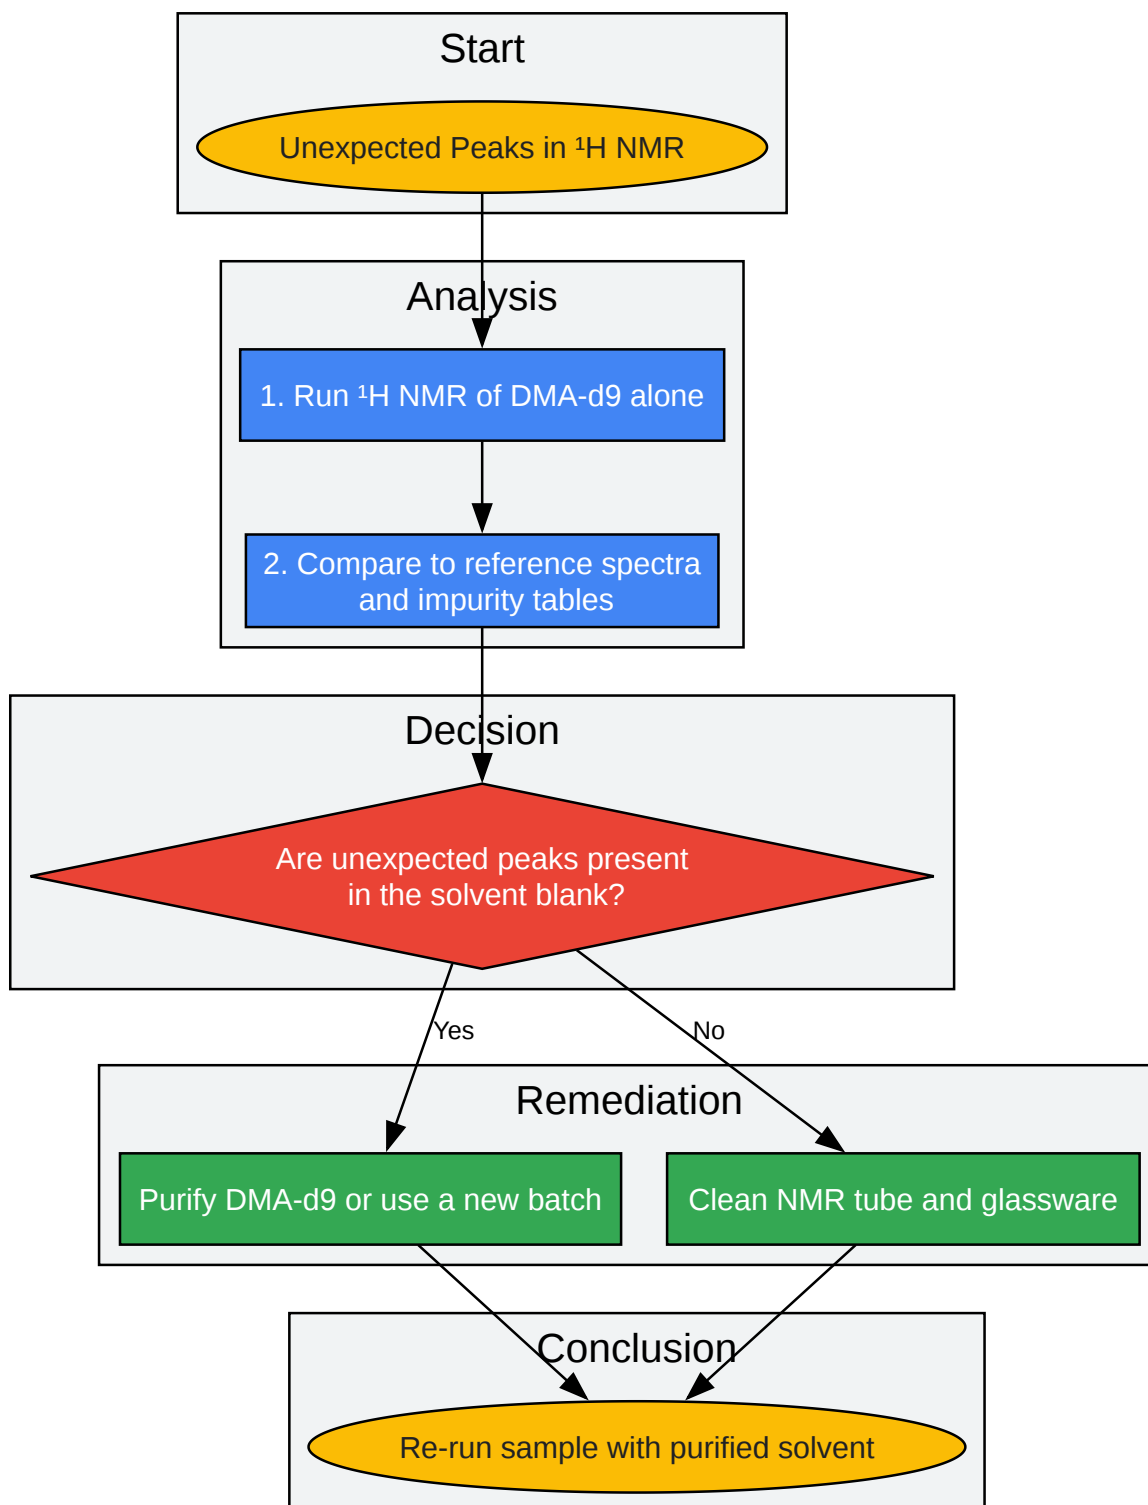 Start
Unexpected Peaks in ¹H NMR
Analysis
1. Run ¹H NMR of DMA-d9 alone
2. Compare to reference spectra
and impurity tables
Decision
Are unexpected peaks present
in the solvent blank?
Yes
No
Remediation
Purify DMA-d9 or use a new batch
Clean NMR tube and glassware
Conclusion
Re-run sample with purified solvent